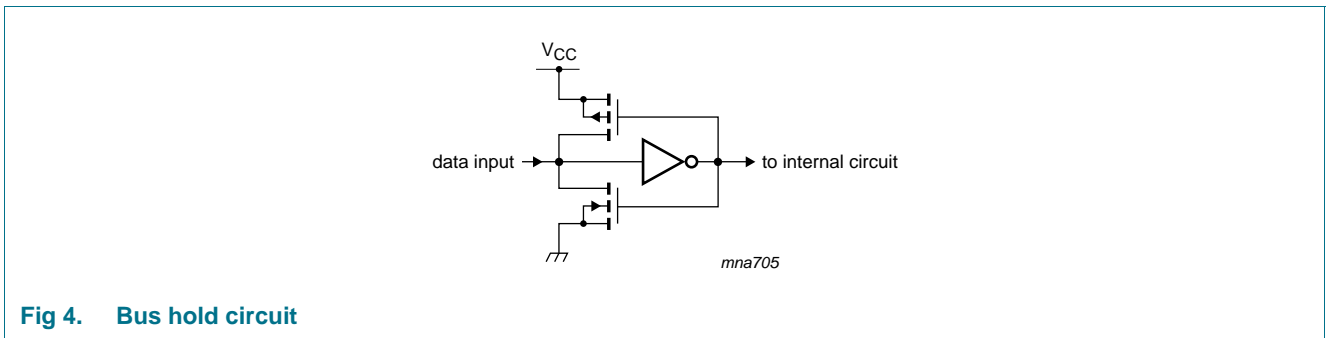 VCC
data input
to internal circuit
mna705
Fig 4. Bus hold circuit